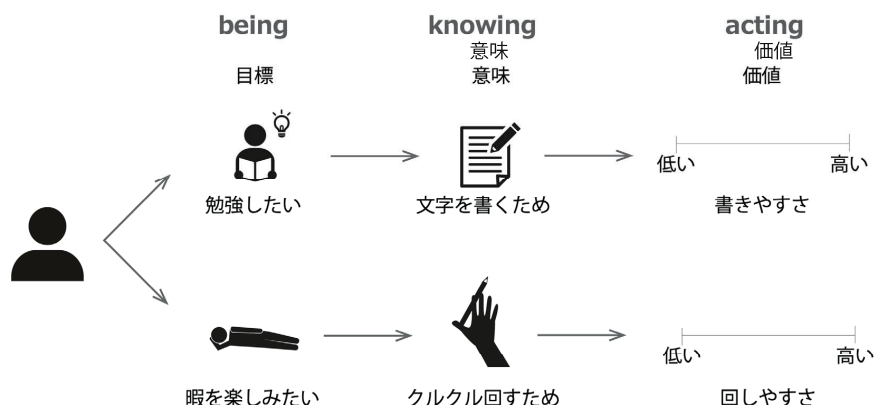 being knowing acting
意味 価値
目標 意味 価値
勉強したい 文字を書くため 低い 高い
書きやすさ
暇を楽しみたい クルクル回すため 低い 高い
回しやすさ